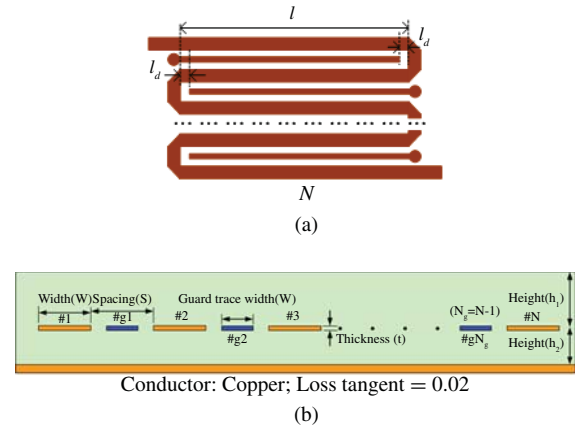 l
l_d
l_d
N
(a)
Width(W)
Spacing(S)
Guard trace width(W)
(N_g=N-1)
Height(h_1)
#1
#g1
#2
#g2
#3
#gN_g
#N
Thickness (t)
Height(h_2)
Conductor: Copper; Loss tangent = 0.02
(b)